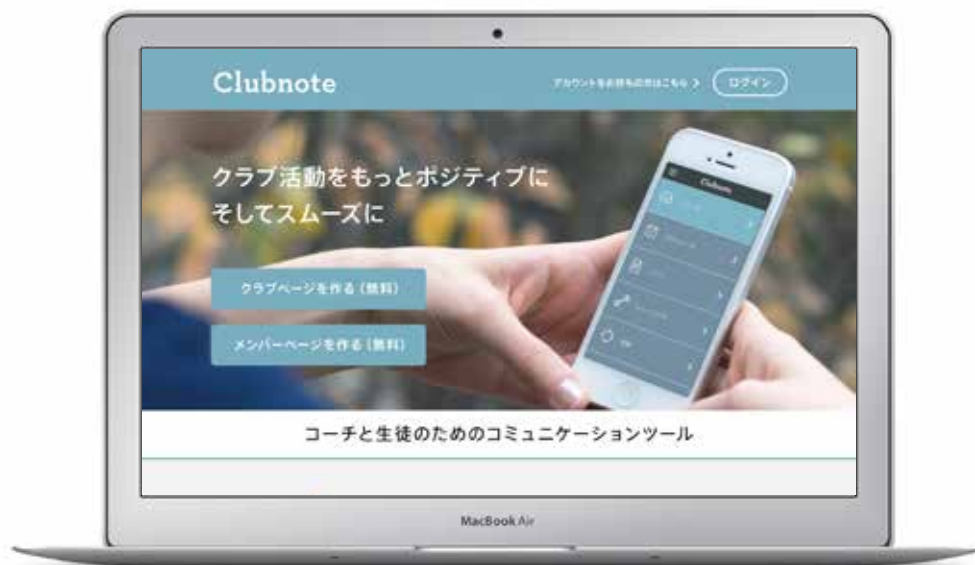 Clubnote
アカウントをお持ちの方はこちら >
ログイン
クラブ活動をもっとポジティブに
そしてスムーズに
Clubnote
クラブページを作る(無料)
メンバーページを作る(無料)
コーチと生徒のためのコミュニケーションツール
MacBook Air